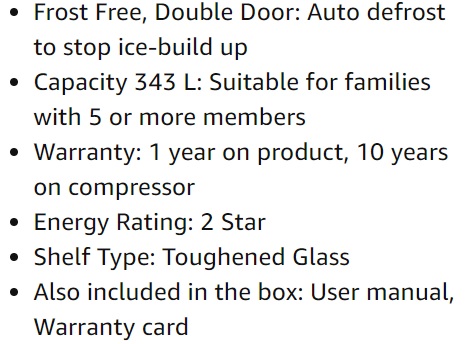 • Frost Free, Double Door: Auto defrost
to stop ice-build up
• Capacity 343 L: Suitable for families
with 5 or more members
• Warranty: 1 year on product, 10 years
on compressor
• Energy Rating: 2 Star
• Shelf Type: Toughened Glass
• Also included in the box: User manual,
Warranty card